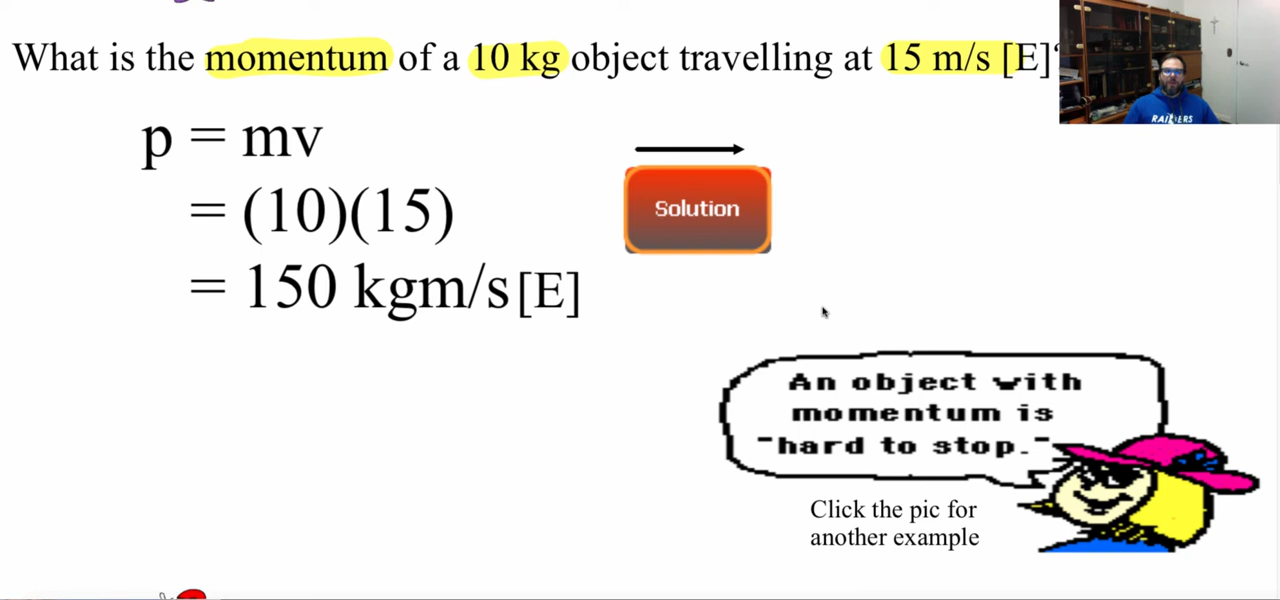 What is the momentum of a 10 kg object travelling at 15 m/s [E]
RAIDERS
p = mv
= (10)(15)
= 150 kgm/s[E]
Solution
An object with
momentum is
"hard to stop."
Click the pic for
another example